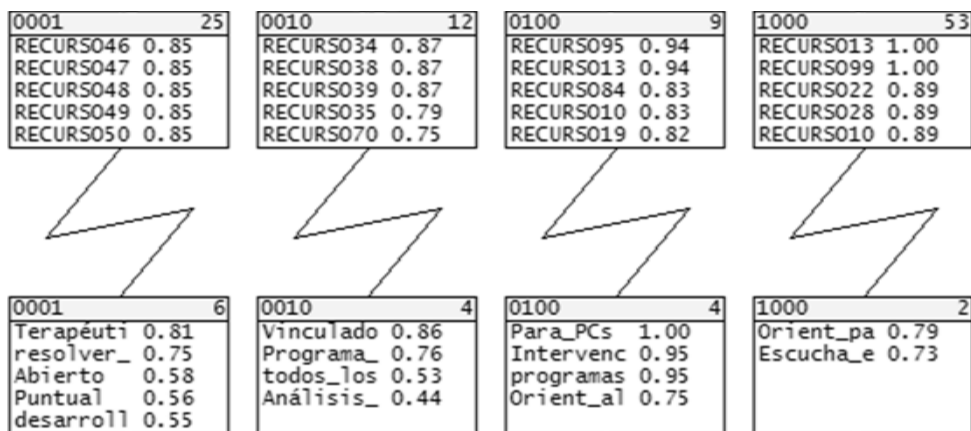 0001 25
RECURSO46 0.85
RECURSO47 0.85
RECURSO48 0.85
RECURSO49 0.85
RECURSO50 0.85
0010 12
RECURSO34 0.87
RECURSO38 0.87
RECURSO39 0.87
RECURSO35 0.79
RECURSO70 0.75
0100 9
RECURSO95 0.94
RECURSO13 0.94
RECURSO84 0.83
RECURSO10 0.83
RECURSO19 0.82
1000 53
RECURSO13 1.00
RECURSO99 1.00
RECURSO22 0.89
RECURSO28 0.89
RECURSO10 0.89
0001 6
Terapéuti 0.81
resolver_ 0.75
Abierto 0.58
Puntual 0.56
desarroll 0.55
0010 4
Vinculado 0.86
Programa_ 0.76
todos_los 0.53
Análisis_ 0.44
0100 4
Para_PCs 1.00
Intervenc 0.95
programas 0.95
Orient_al 0.75
1000 2
Orient_pa 0.79
Escucha_e 0.73